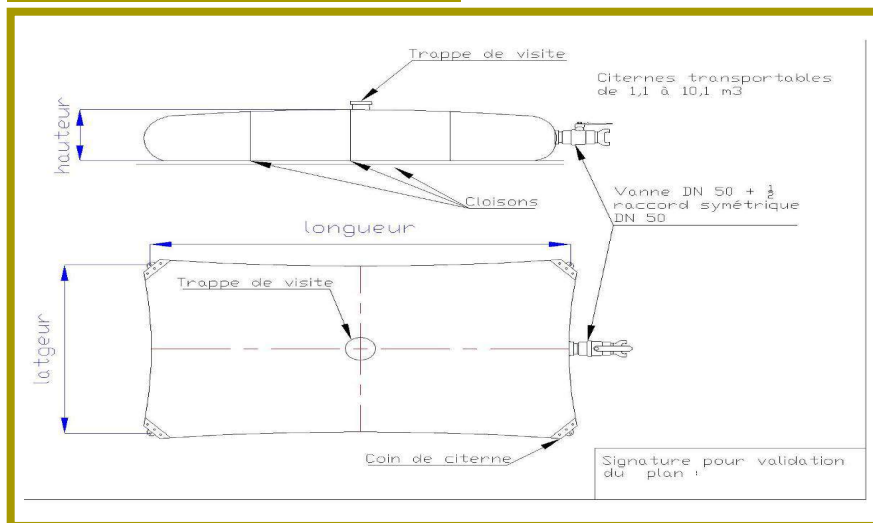 Trappe de visite
Citernes transportables
de 1,1 à 10,1 m3
hauteur
Cloisons
Vanne DN 50 + ½
raccord symétrique
DN 50
longueur
Trappe de visite
latgeur
Coin de citerne
Signature pour validation
du plan :